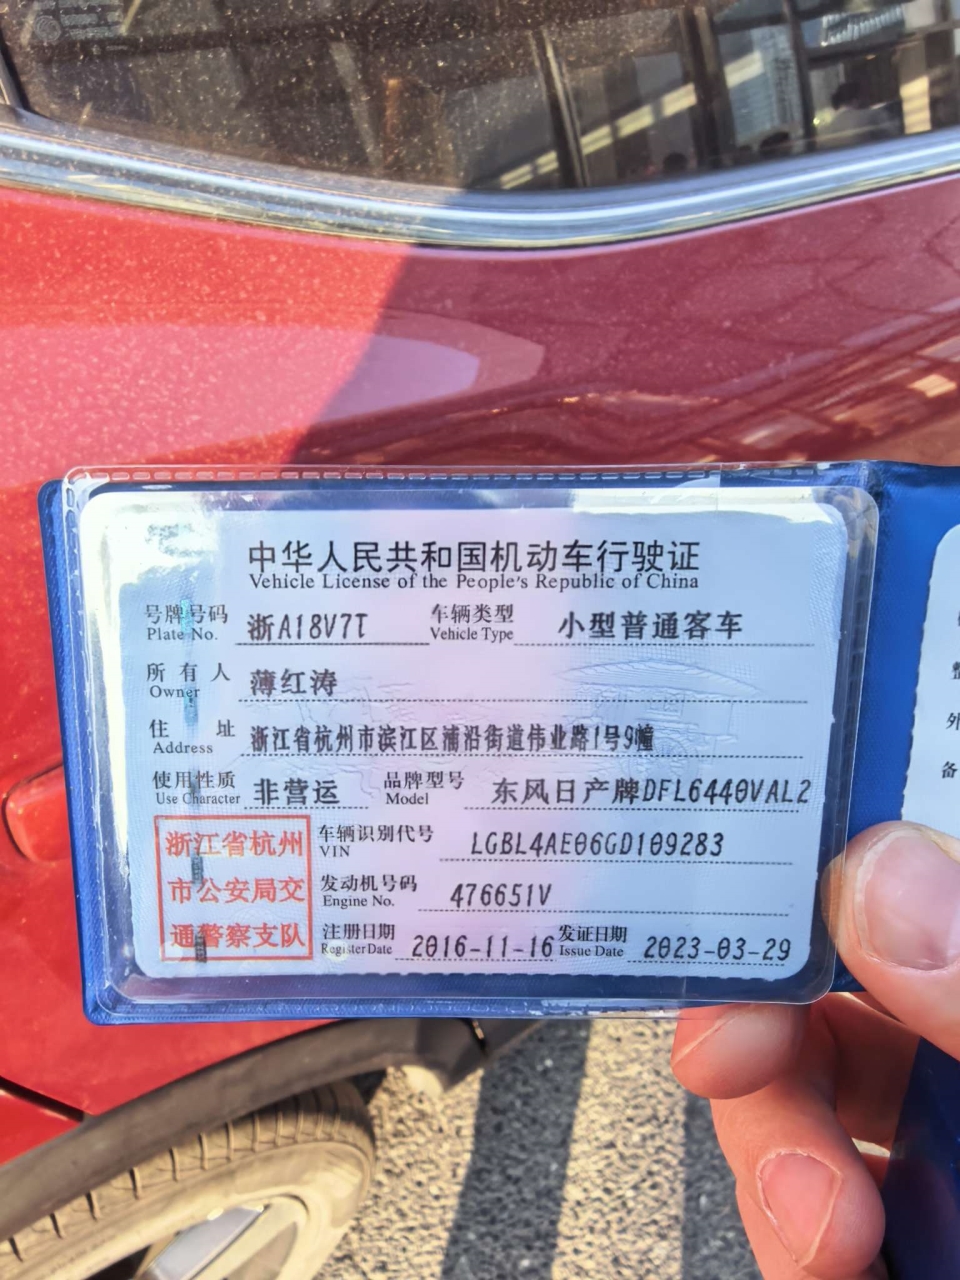 中华人民共和国机动车行驶证
Vehicle License of the People's Republic of China
号牌号码 浙A18V7T 车辆类型 小型普通客车
Plate No. Vehicle Type
所有人 薄红涛
Owner
住址 浙江省杭州市滨江区浦沿街道伟业路1号9幢
Address
使用性质 非营运 品牌型号 东风日产牌DFL6440VAL2
Use Character Model
浙江省杭州
市公安局交
通警察支队
车辆识别代号 LGBL4AE06GD109283
VIN
发动机号码 476651V
Engine No.
注册日期 2016-11-16 发证日期 2023-03-29
Register Date Issue Date
整
外
备